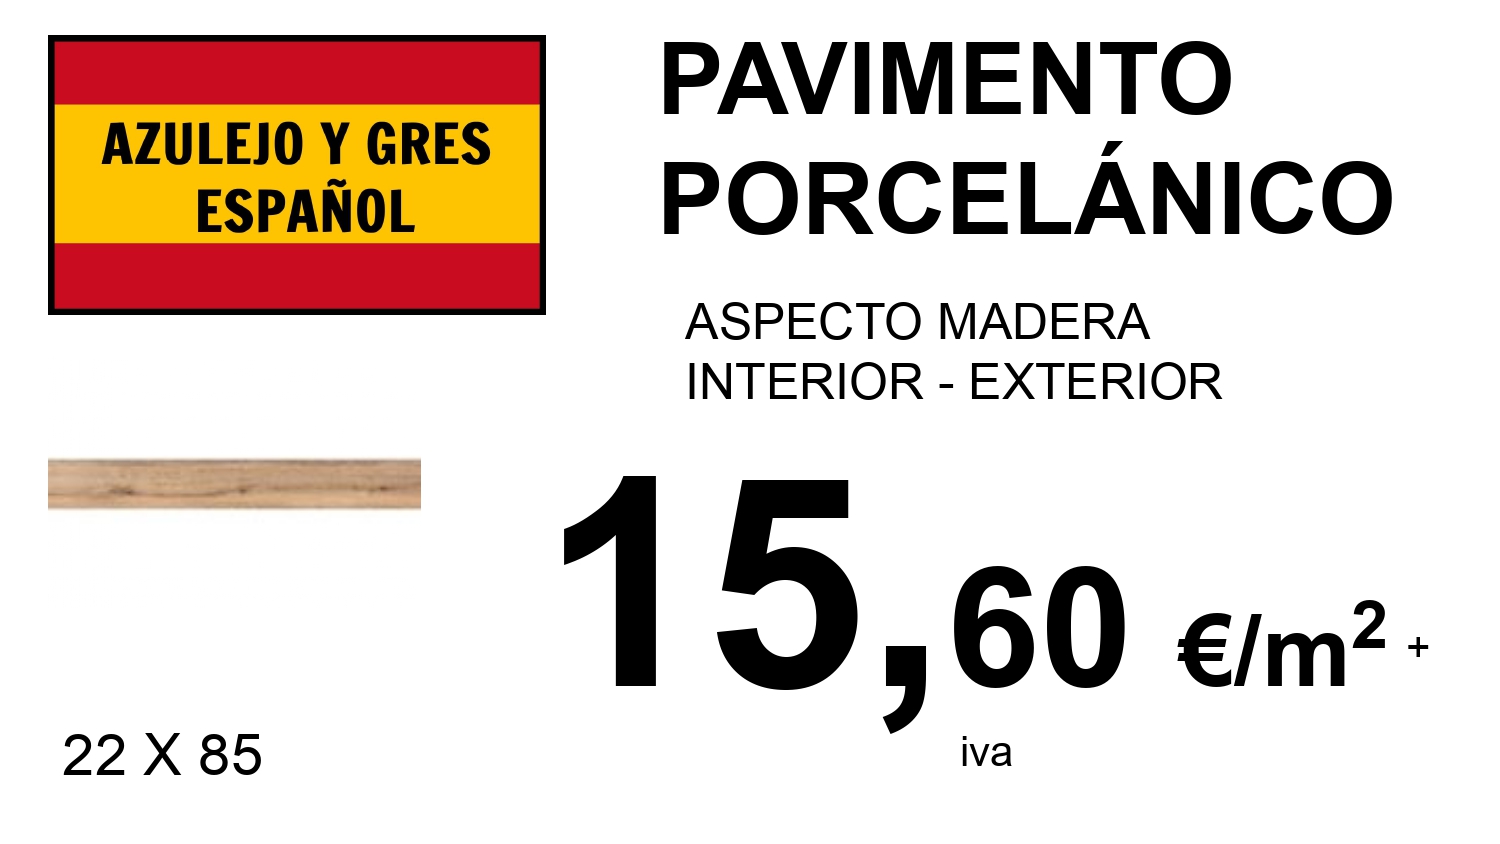 AZULEJO Y GRES
ESPAÑOL
PAVIMENTO
PORCELÁNICO
ASPECTO MADERA
INTERIOR - EXTERIOR
15,60 €/m² +
iva
22 X 85